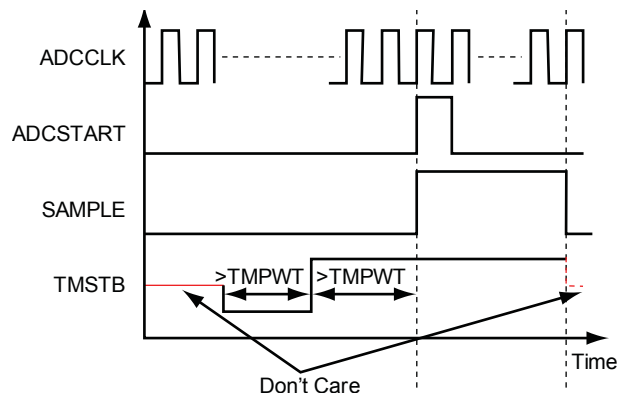 ADCCLK
ADCSTART
SAMPLE
TMSTB
>TMPWT >TMPWT
Time
Don't Care